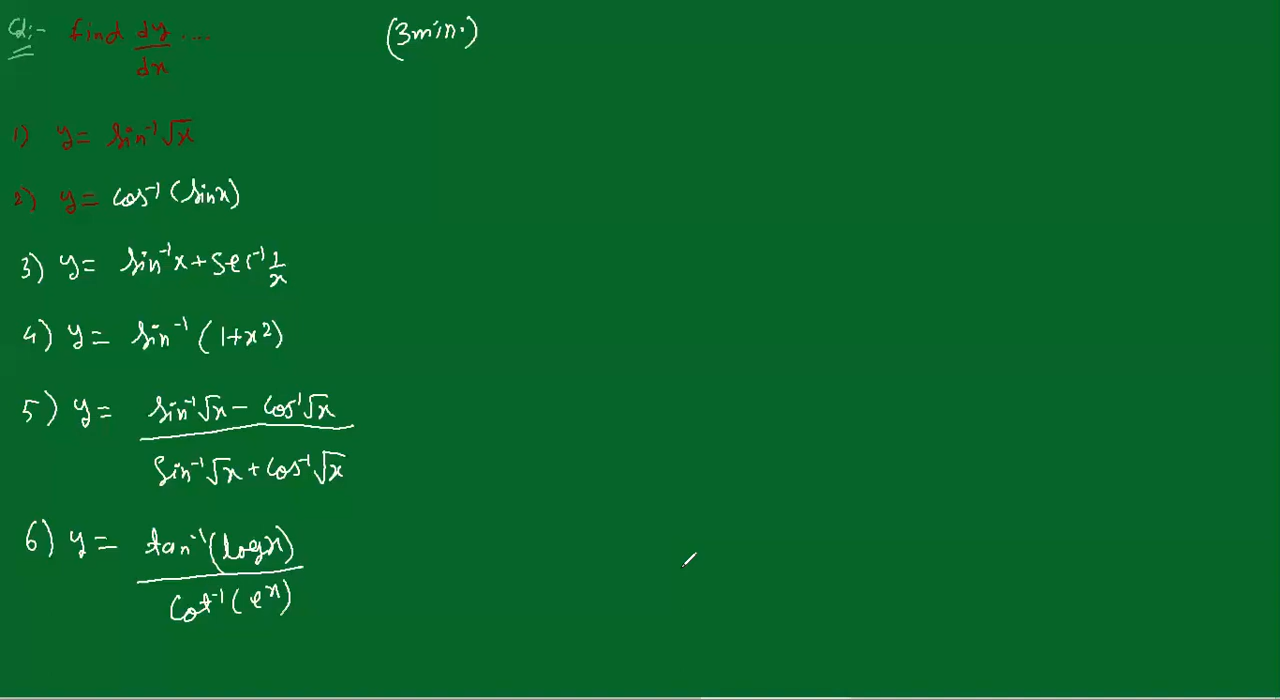 Q:- find dy/dx .... (3min.)
1) y = sin⁻¹√x
2) y = cos⁻¹(sinx)
3) y = sin⁻¹x + sec⁻¹ 1/x
4) y = sin⁻¹(1+x²)
5) y = (sin⁻¹√x − cos⁻¹√x)/(sin⁻¹√x + cos⁻¹√x)
6) y = tan⁻¹(logx)/cot⁻¹(eˣ)